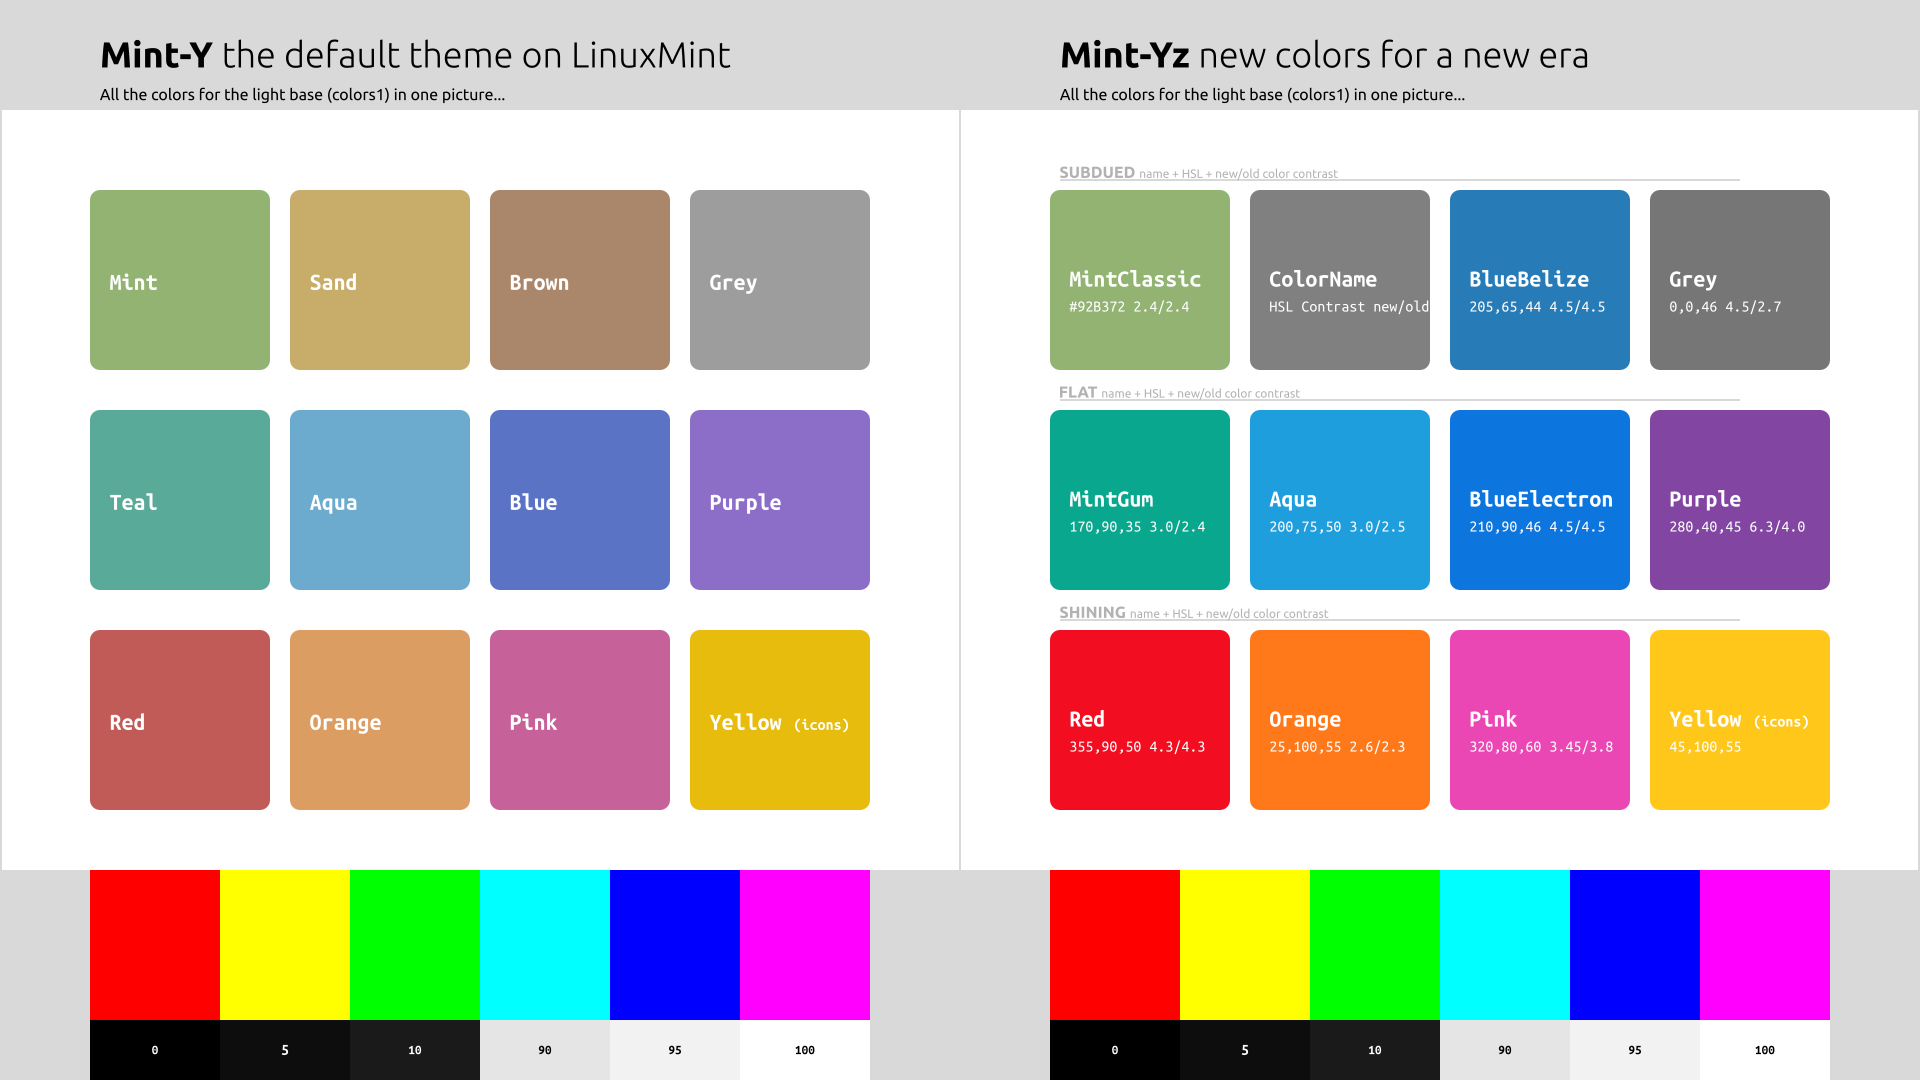 Mint-Y the default theme on LinuxMint
All the colors for the light base (colors1) in one picture...
Mint
Sand
Brown
Grey
Teal
Aqua
Blue
Purple
Red
Orange
Pink
Yellow (icons)
0
5
10
90
95
100
Mint-Yz new colors for a new era
All the colors for the light base (colors1) in one picture...
SUBDUED name + HSL + new/old color contrast
MintClassic
#92B372 2.4/2.4
ColorName
HSL Contrast new/old
BlueBelize
205,65,44 4.5/4.5
Grey
0,0,46 4.5/2.7
FLAT name + HSL + new/old color contrast
MintGum
170,90,35 3.0/2.4
Aqua
200,75,50 3.0/2.5
BlueElectron
210,90,46 4.5/4.5
Purple
280,40,45 6.3/4.0
SHINING name + HSL + new/old color contrast
Red
355,90,50 4.3/4.3
Orange
25,100,55 2.6/2.3
Pink
320,80,60 3.45/3.8
Yellow (icons)
45,100,55
0
5
10
90
95
100